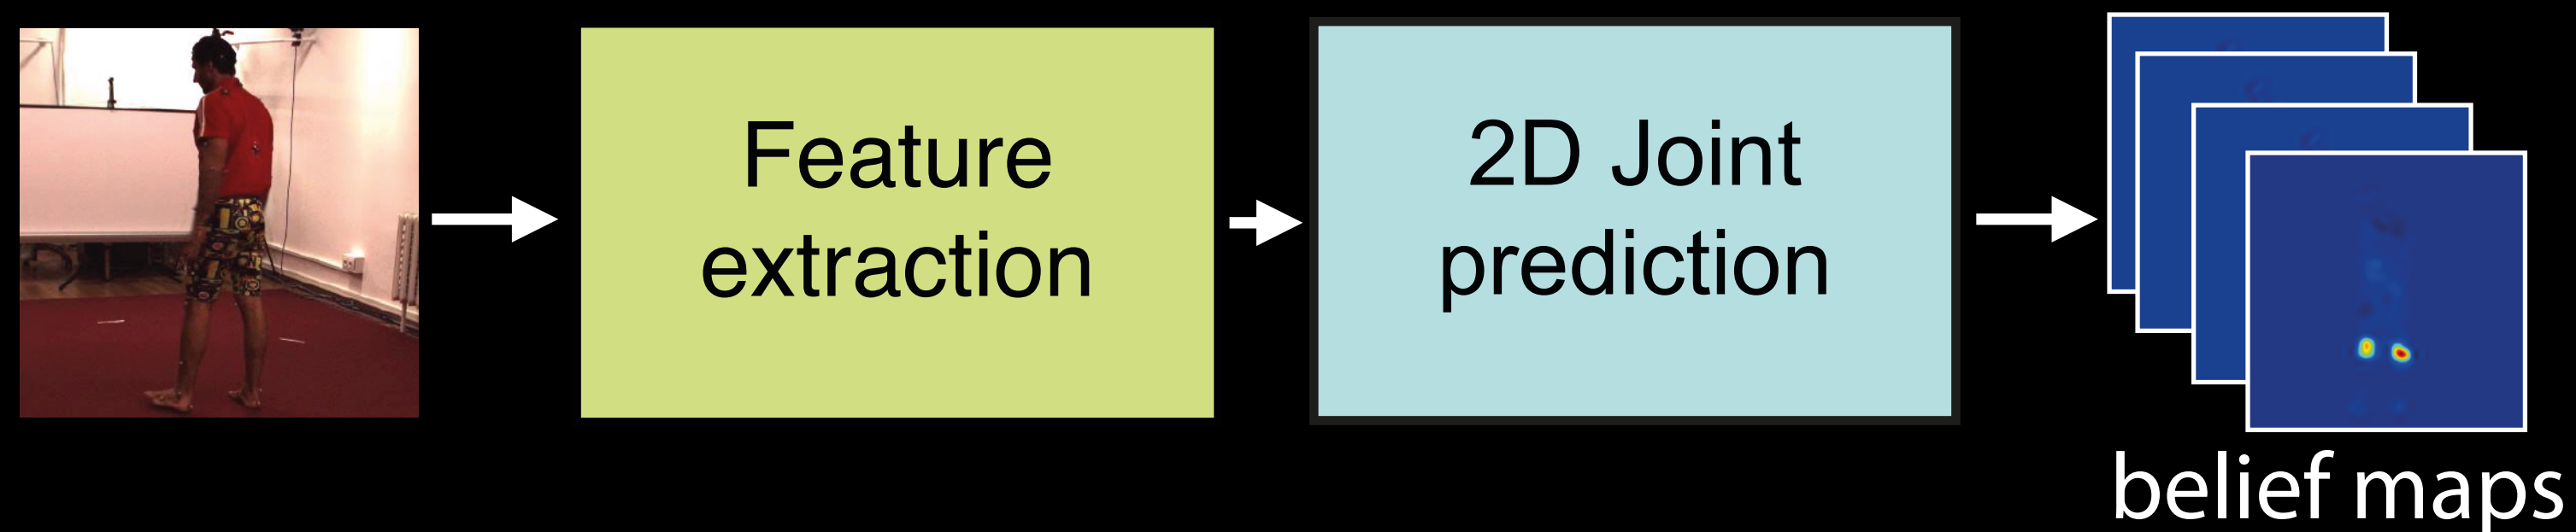 Feature
extraction
2D Joint
prediction
belief maps